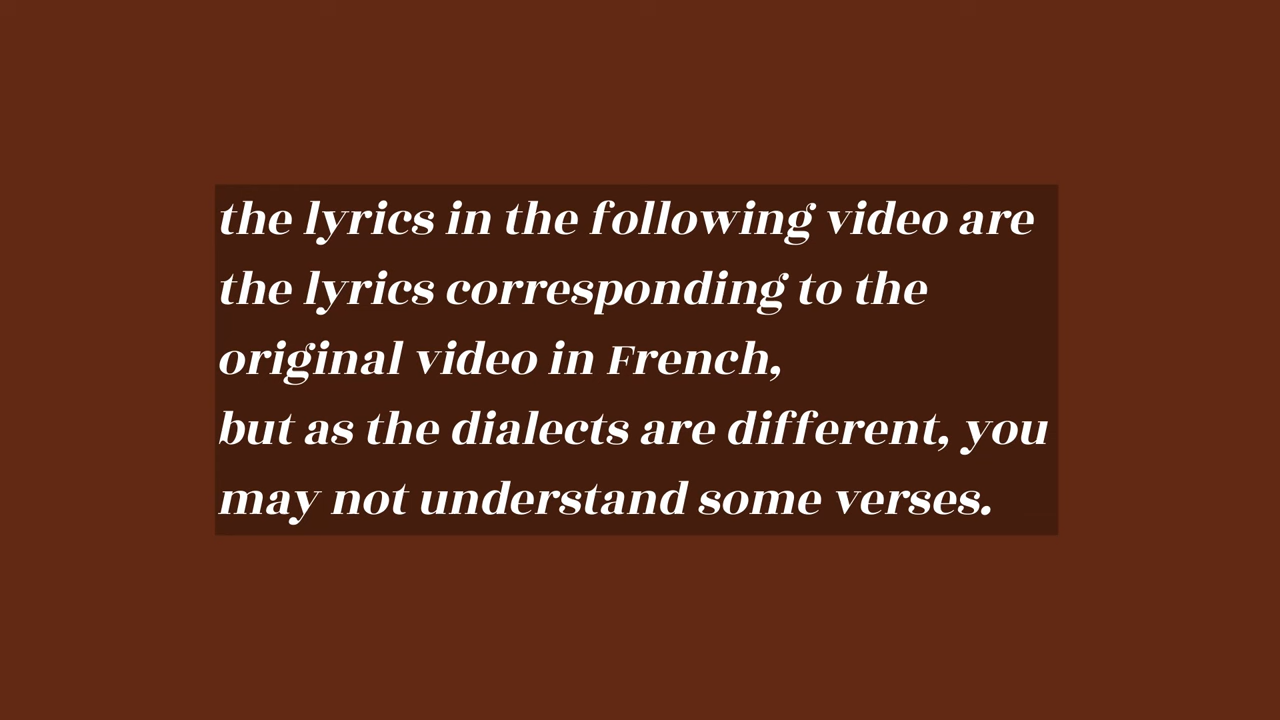 the lyrics in the following video are
the lyrics corresponding to the
original video in French,
but as the dialects are different, you
may not understand some verses.